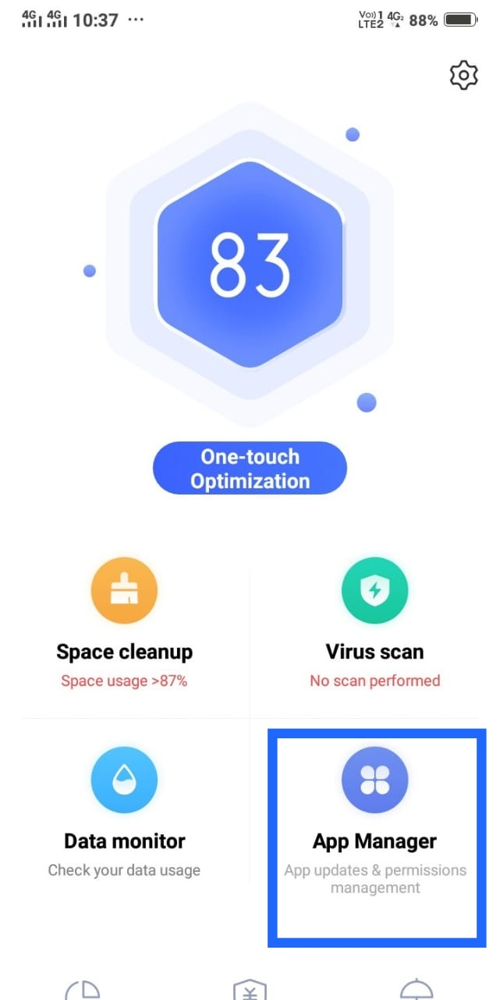 4G 4G 10:37 ... Vo)) 1 4G2 88%
LTE2
83
One-touch
Optimization
Space cleanup
Virus scan
Space usage >87%
No scan performed
Data monitor
App Manager
Check your data usage
App updates & permissions
management
¥